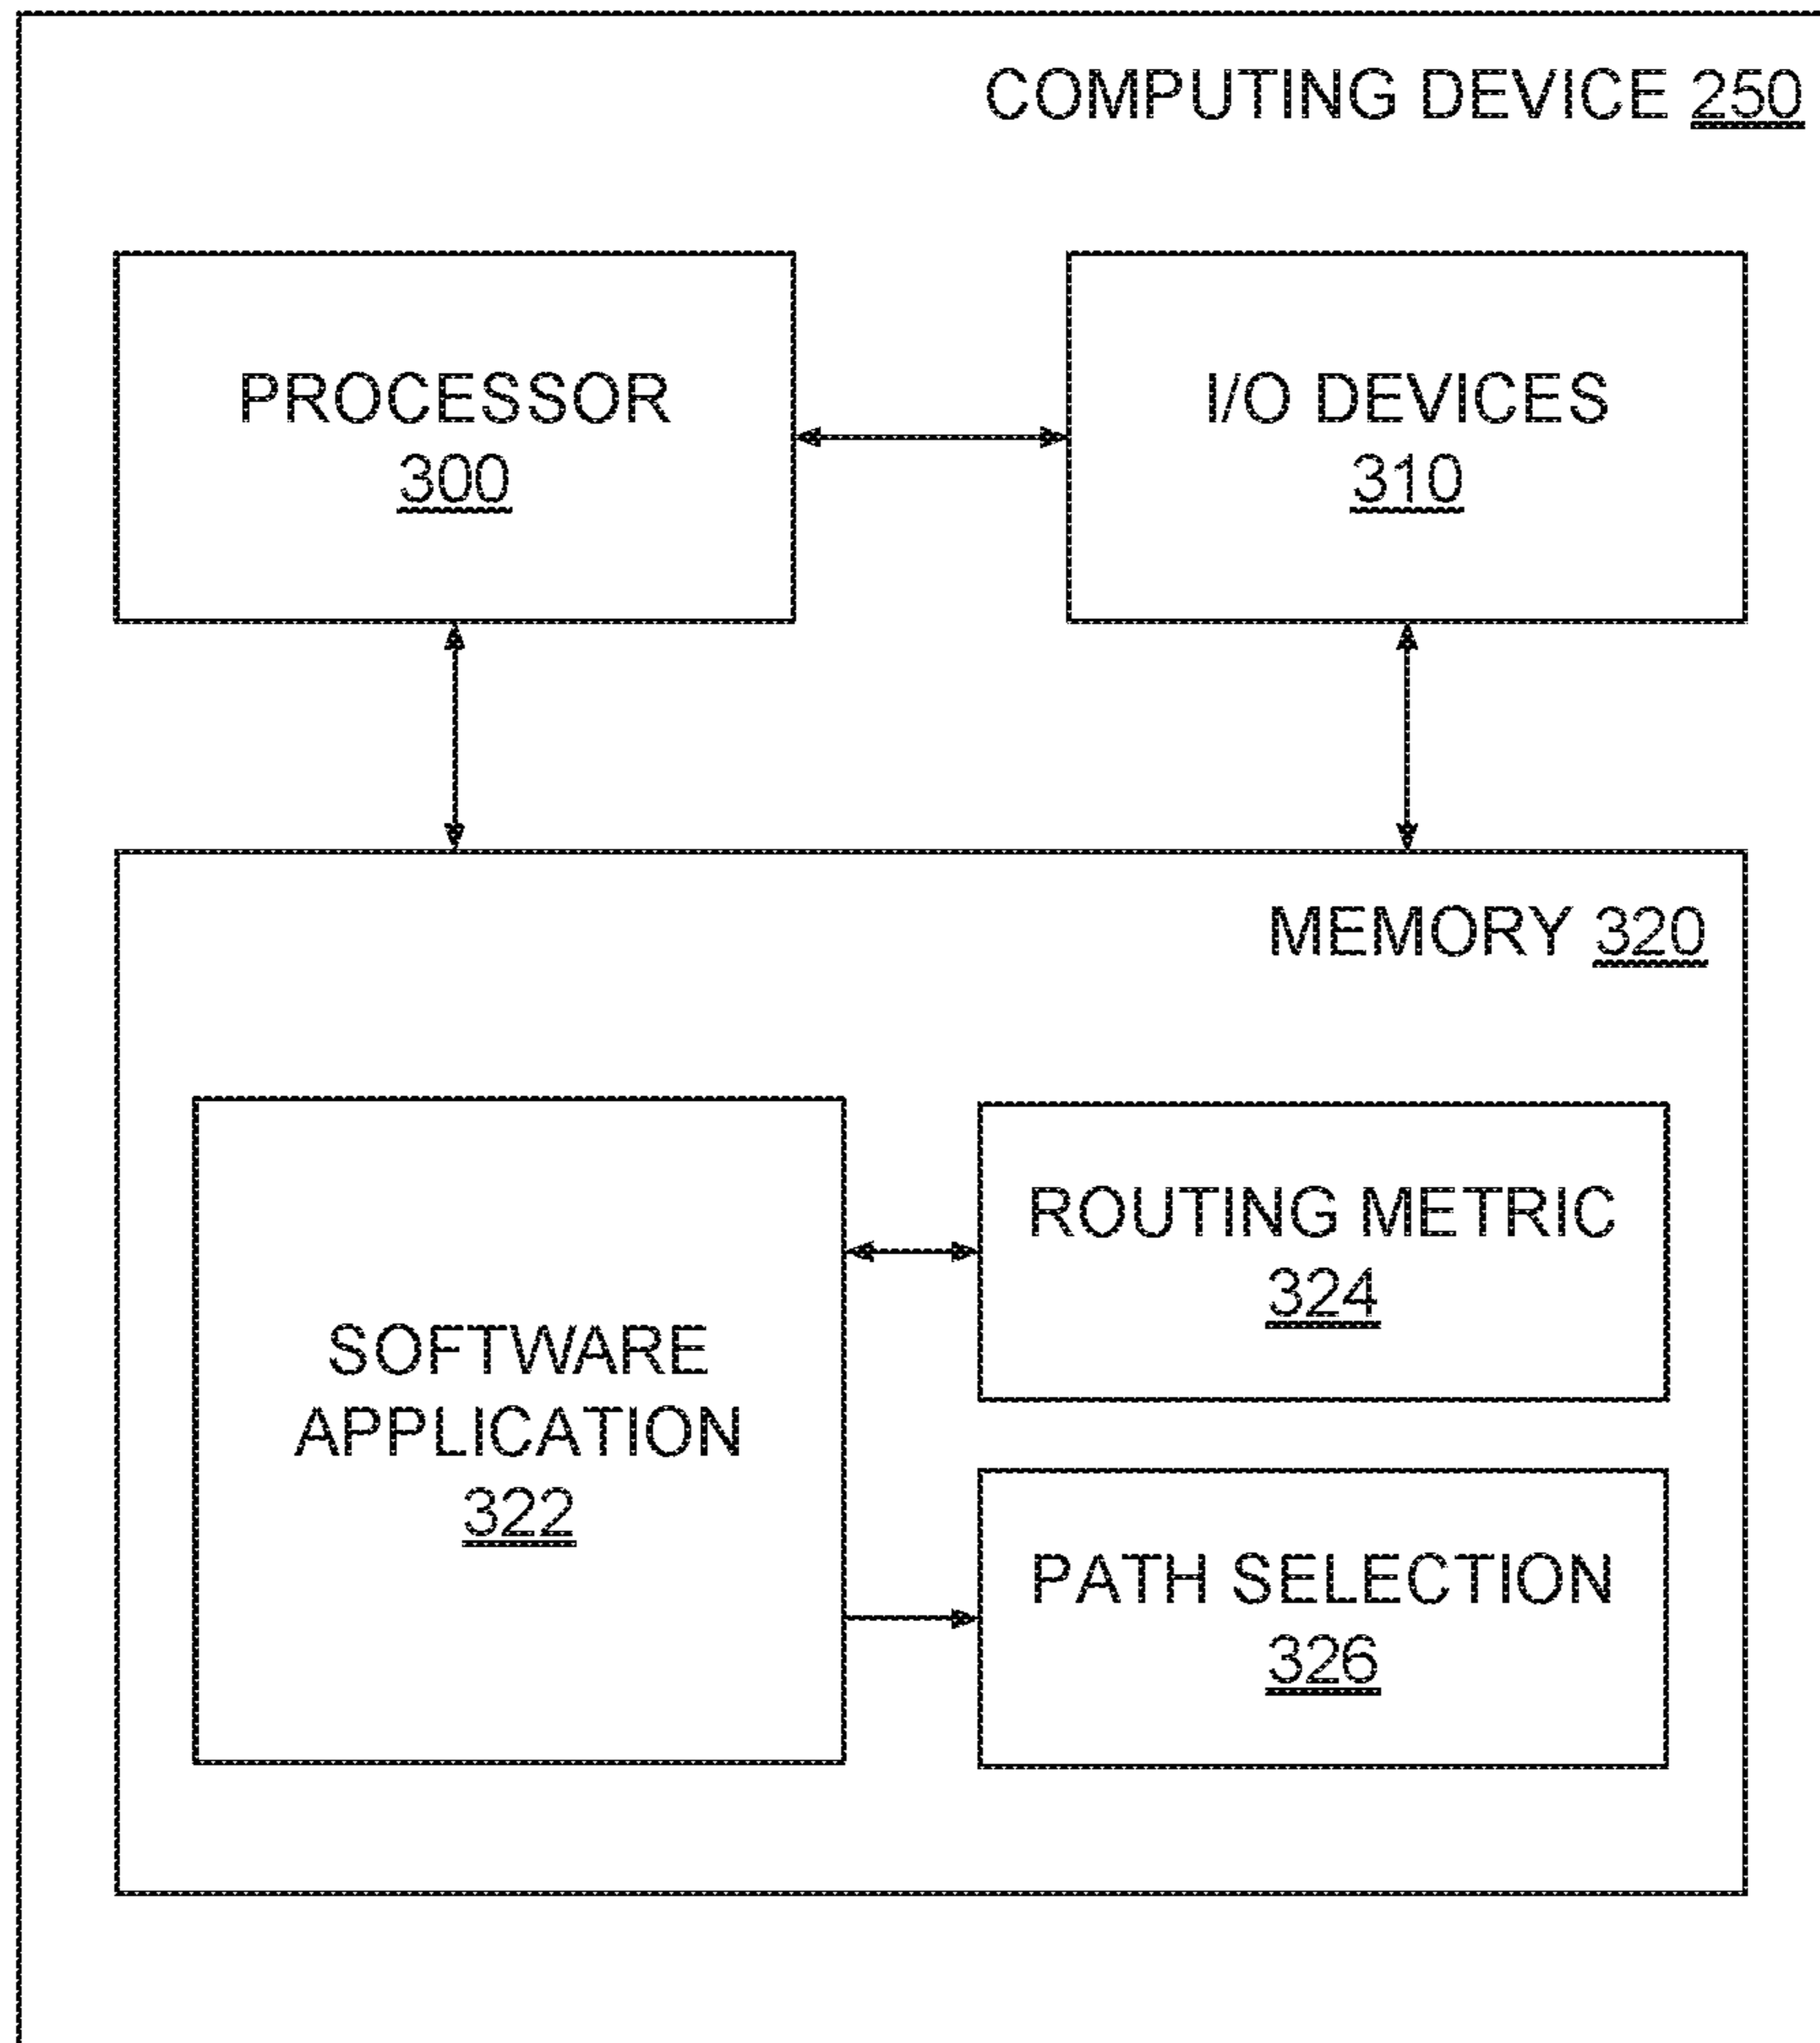 COMPUTING DEVICE 250
PROCESSOR
300
I/O DEVICES
310
MEMORY 320
SOFTWARE
APPLICATION
322
ROUTING METRIC
324
PATH SELECTION
326